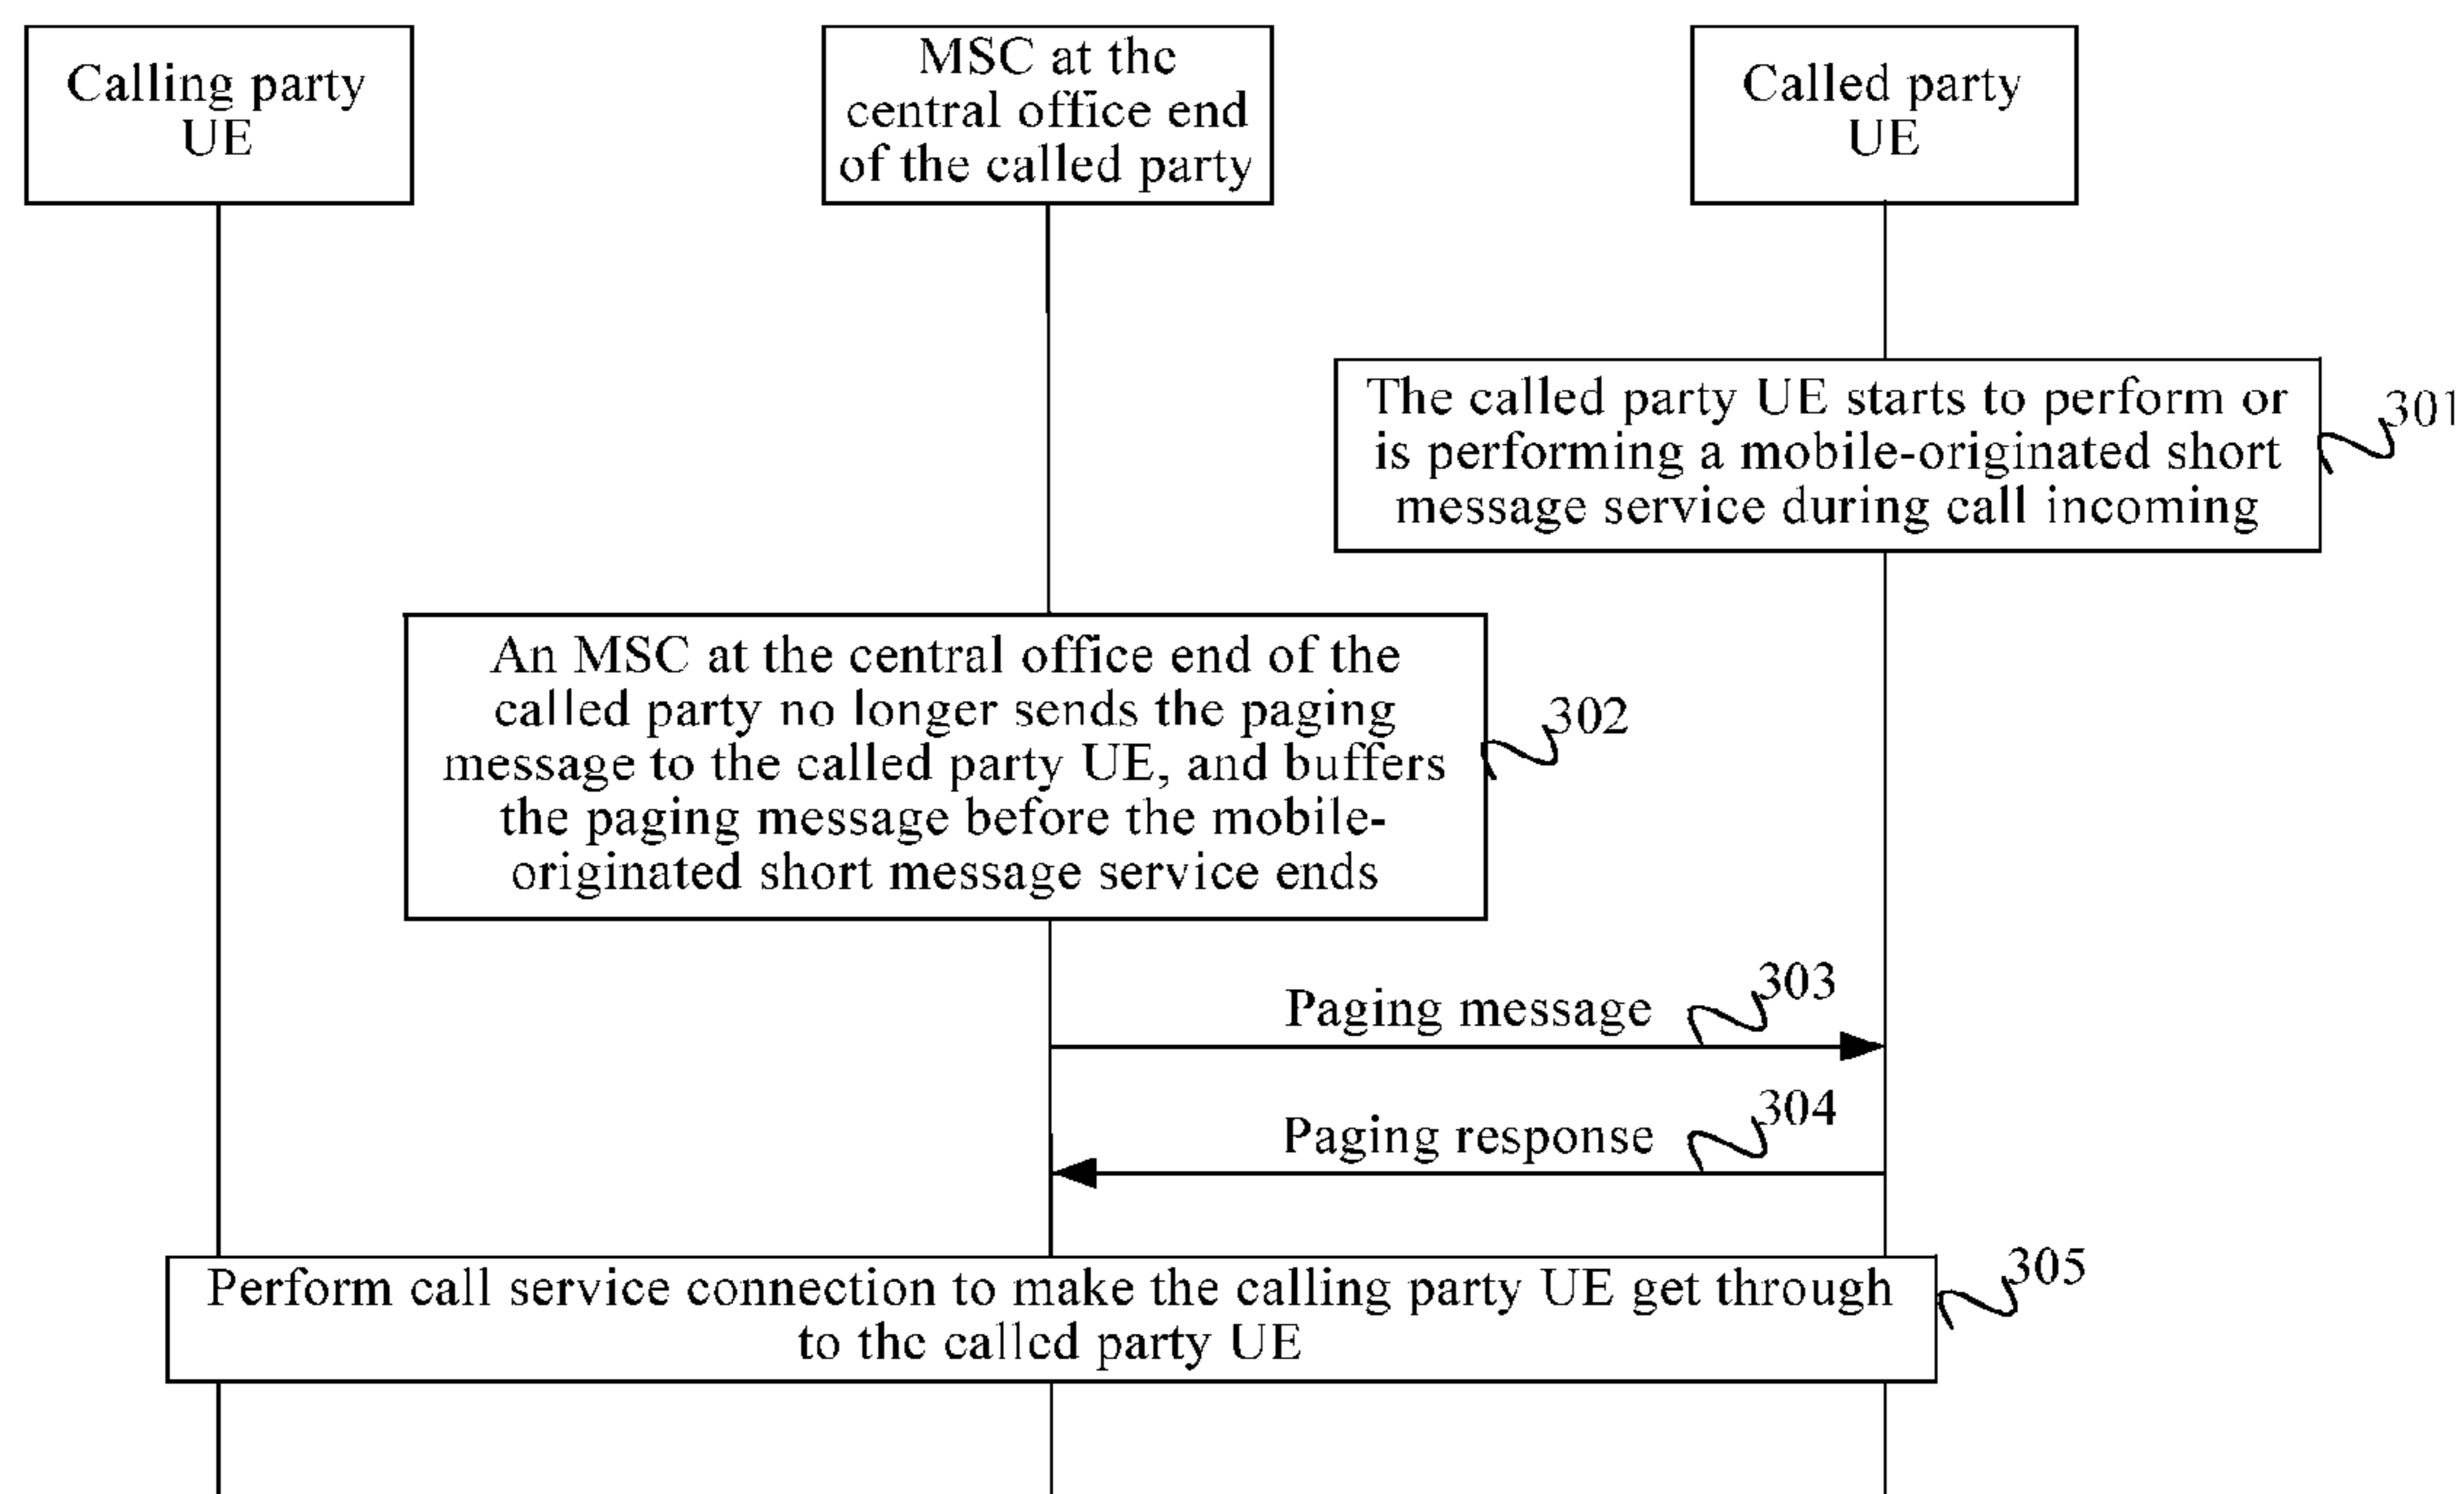 Calling party
UE
MSC at the
central office end
of the called party
Called party
UE
The called party UE starts to perform or
is performing a mobile-originated short
message service during call incoming
301
An MSC at the central office end of the
called party no longer sends the paging
message to the called party UE, and buffers
the paging message before the mobile-
originated short message service ends
302
Paging message
303
Paging response
304
Perform call service connection to make the calling party UE get through
to the called party UE
305